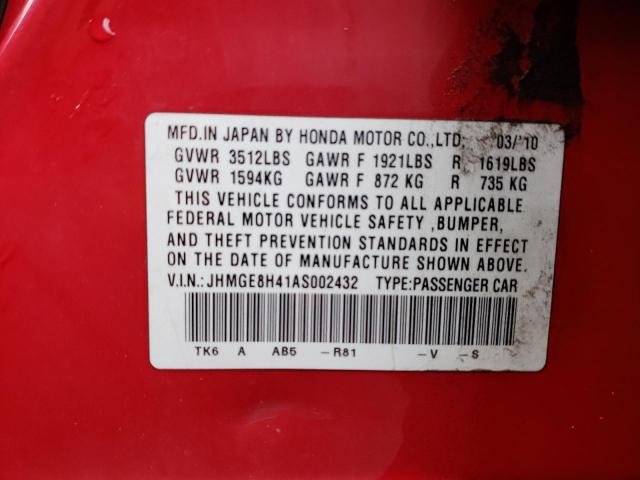 MFD.IN JAPAN BY HONDA MOTOR CO.,LTD. 03/'10
GVWR 3512LBS GAWR F 1921LBS R 1619LBS
GVWR 1594KG GAWR F 872 KG R 735 KG
THIS VEHICLE CONFORMS TO ALL APPLICABLE
FEDERAL MOTOR VEHICLE SAFETY ,BUMPER,
AND THEFT PREVENTION STANDARDS IN EFFECT
ON THE DATE OF MANUFACTURE SHOWN ABOVE.
V.I.N.: JHMGE8H41AS002432 TYPE:PASSENGER CAR
TK6 A AB5 –R81 –V –S